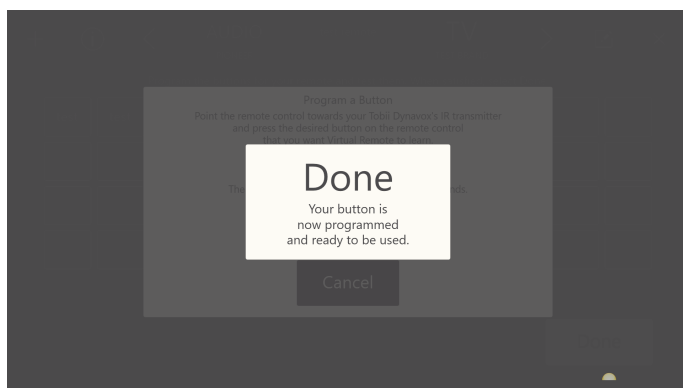 Program a Button
Point the remote control towards your Tobii Dynavox's IR transmitter
and press the desired button on the remote control
that you want Virtual Remote to learn
Done
The
Your button is
now programmed
and ready to be used.
Cancel